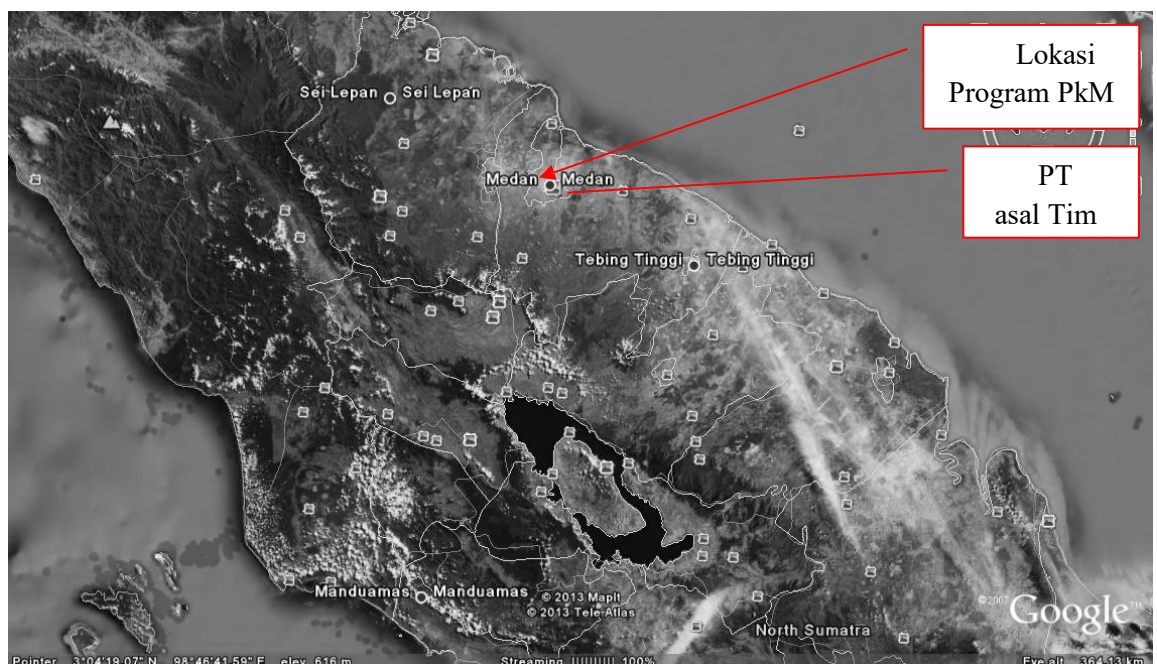 Lokasi
Program PkM
Sei Lepan Sei Lepan
PT
asal Tim
Medan Medan
Tebing Tinggi Tebing Tinggi
Manduamas Manduamas
© 2013 MapIt
© 2013 Tele-Atlas
©2007 Google™
North Sumatra
Pointer 3°04'19.07" N 98°46'41.59" E elev 616 m Streaming |||||||||| 100% Eye alt 364.13 km